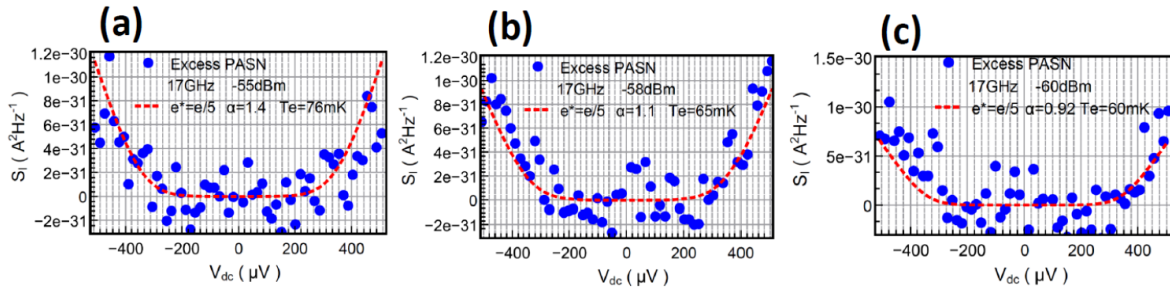 (a)
1.2e-30
1e-30
8e-31
6e-31
4e-31
2e-31
0
−2e-31
S_I ( A²Hz⁻¹ )
Excess PASN
17GHz -55dBm
e*=e/5 α=1.4 Te=76mK
−400 −200 0 200 400
V_dc ( μV )
(b)
1.2e-30
1e-30
8e-31
6e-31
4e-31
2e-31
0
−2e-31
S_I ( A²Hz⁻¹ )
Excess PASN
17GHz -58dBm
e*=e/5 α=1.1 Te=65mK
−400 −200 0 200 400
V_dc ( μV )
(c)
1.5e-30
1e-30
5e-31
0
S_I ( A²Hz⁻¹ )
Excess PASN
17GHz -60dBm
e*=e/5 α=0.92 Te=60mK
−400 −200 0 200 400
V_dc ( μV )